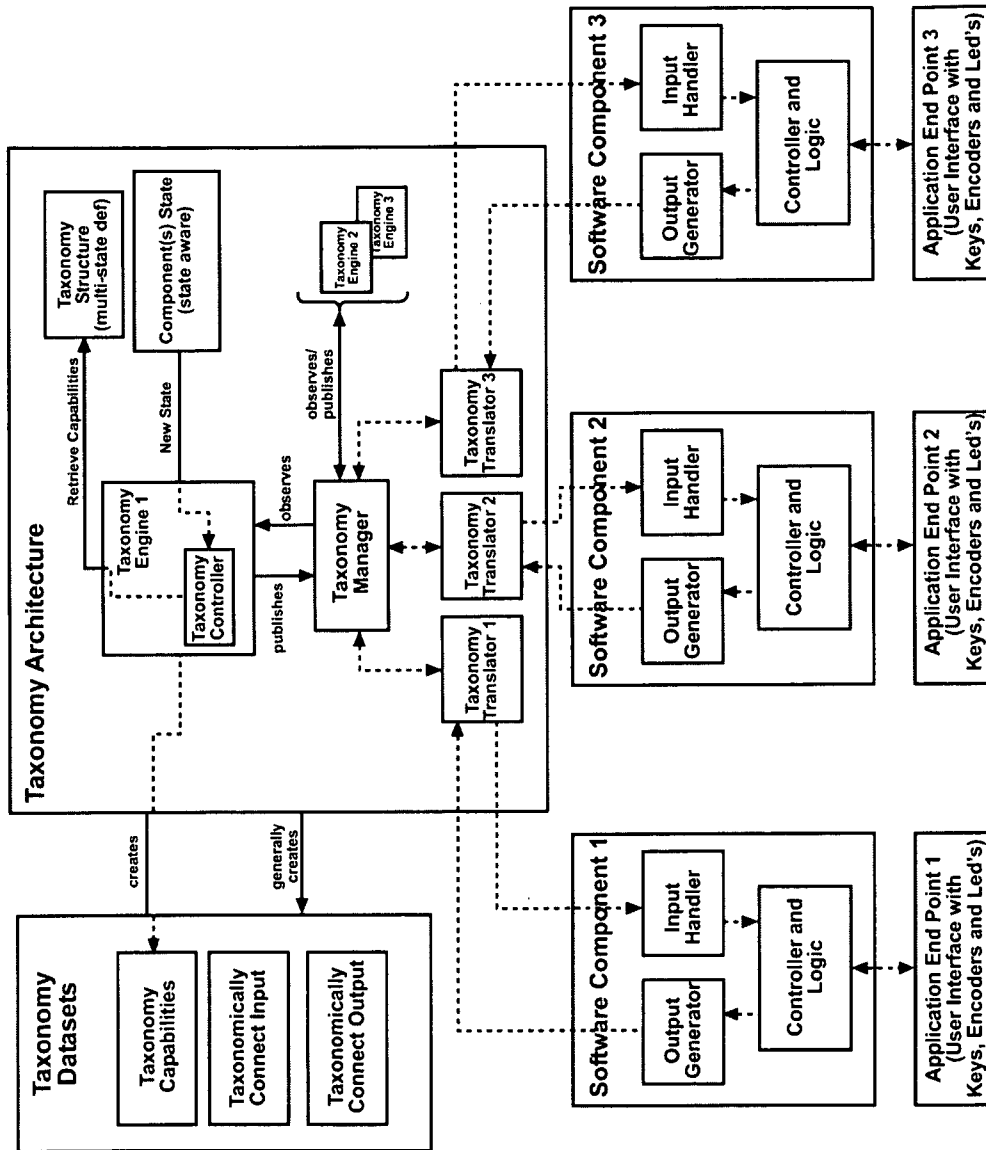 Taxonomy
Datasets
Taxonomy
Capabilities
Taxonomically
Connect Input
Taxonomically
Connect Output
creates
generally
creates
Taxonomy Architecture
Taxonomy
Engine 1
Taxonomy
Controller
Retrieve Capabilities
New State
Taxonomy
Structure
(multi-state def)
Component(s) State
(state aware)
publishes
observes
Taxonomy
Manager
observes/
publishes
Taxonomy
Engine 2
Taxonomy
Engine 3
Taxonomy
Translator 1
Taxonomy
Translator 2
Taxonomy
Translator 3
Software Component 1
Output
Generator
Input
Handler
Controller and
Logic
Application End Point 1
(User Interface with
Keys, Encoders and Led's)
Software Component 2
Output
Generator
Input
Handler
Controller and
Logic
Application End Point 2
(User Interface with
Keys, Encoders and Led's)
Software Component 3
Output
Generator
Input
Handler
Controller and
Logic
Application End Point 3
(User Interface with
Keys, Encoders and Led's)